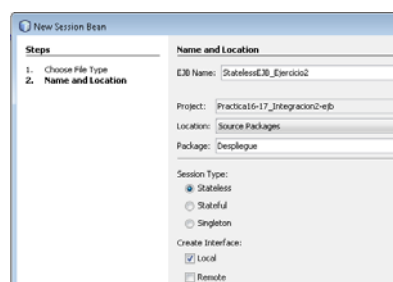 New Session Bean
Steps
1. Choose File Type
2. Name and Location
Name and Location
EJB Name: StatelessEJB_Ejercicio2
Project: Practica16-17_Integracion2-ejb
Location: Source Packages
Package: Despliegue
Session Type:
Stateless
Stateful
Singleton
Create Interface:
Local
Remote